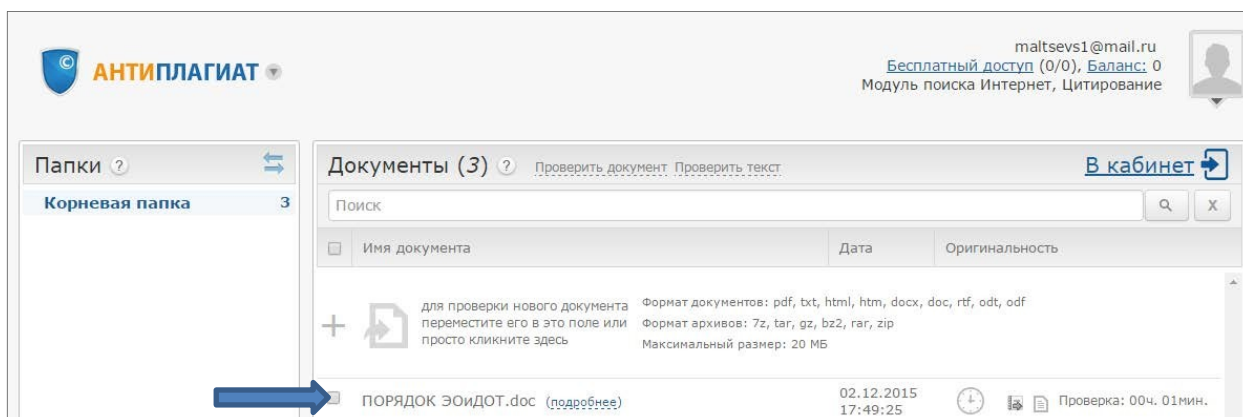 ©
АНТИПЛАГИАТ
maltsevs1@mail.ru
Бесплатный доступ (0/0), Баланс: 0
Модуль поиска Интернет, Цитирование
Папки ?
Корневая папка 3
Документы (3) ? Проверить документ Проверить текст В кабинет
Поиск X
Имя документа Дата Оригинальность
для проверки нового документа
переместите его в это поле или
просто кликните здесь
Формат документов: pdf, txt, html, htm, docx, doc, rtf, odt, odf
Формат архивов: 7z, tar, gz, bz2, rar, zip
Максимальный размер: 20 МБ
ПОРЯДОК ЭОиДОТ.doc (подробнее) 02.12.2015
17:49:25
Проверка: 00ч. 01мин.